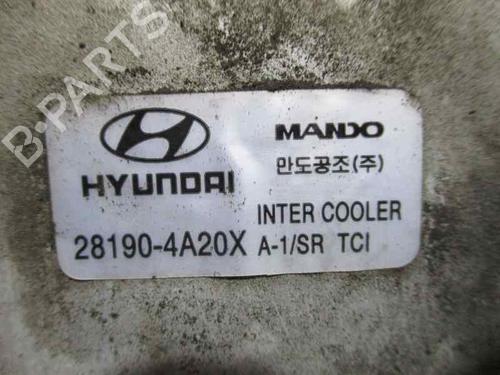 B-PARTS
HYUNDAI
MANDO
만도공조(주)
INTER COOLER
28190-4A20X A-1/SR TCI